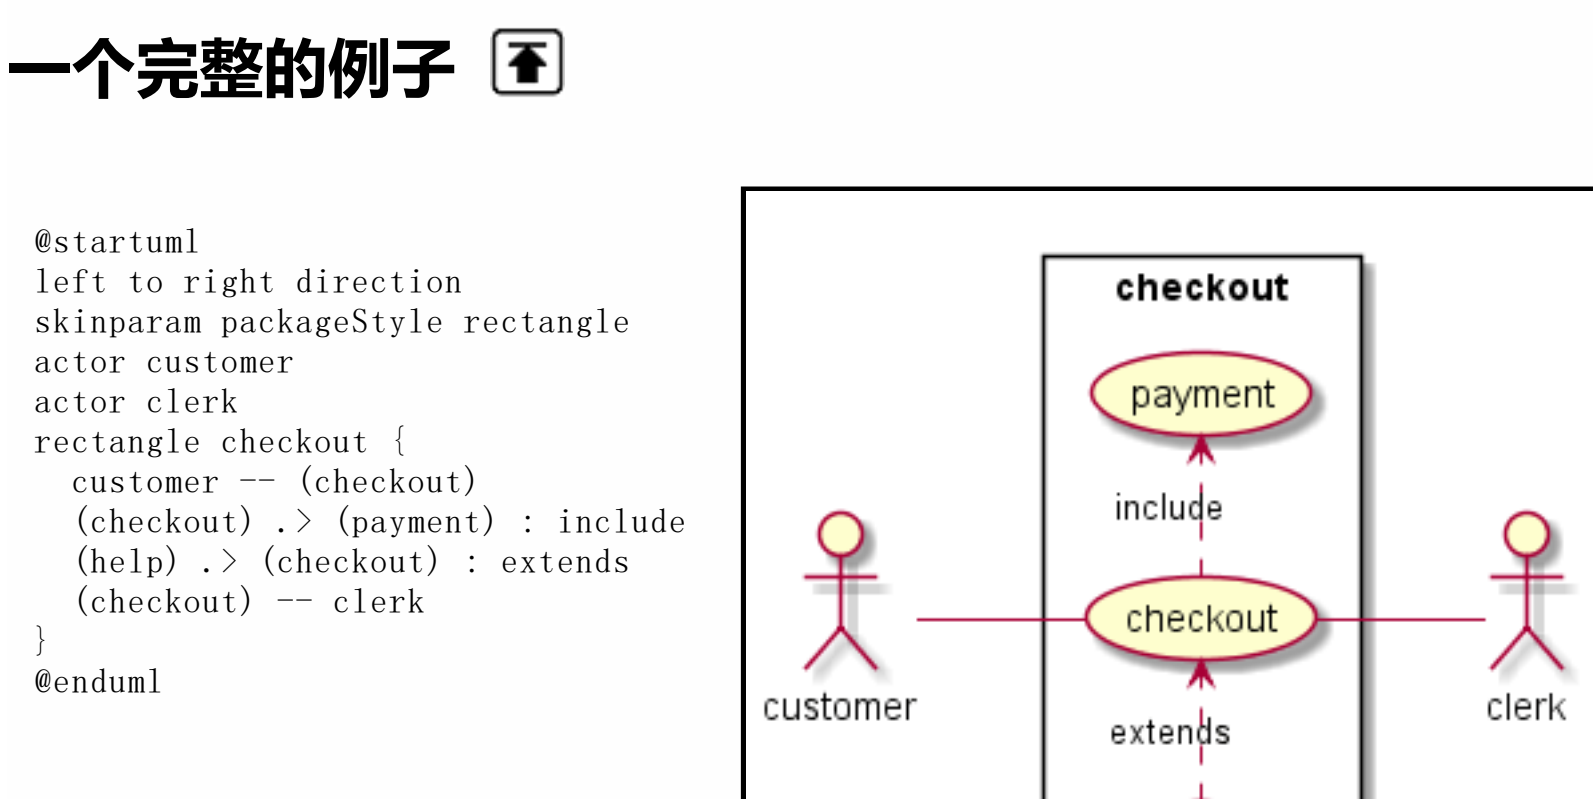 一个完整的例子
@startuml
left to right direction
skinparam packageStyle rectangle
actor customer
actor clerk
rectangle checkout {
  customer -- (checkout)
  (checkout) .> (payment) : include
  (help) .> (checkout) : extends
  (checkout) -- clerk
}
@enduml
checkout
payment
include
checkout
customer
clerk
extends